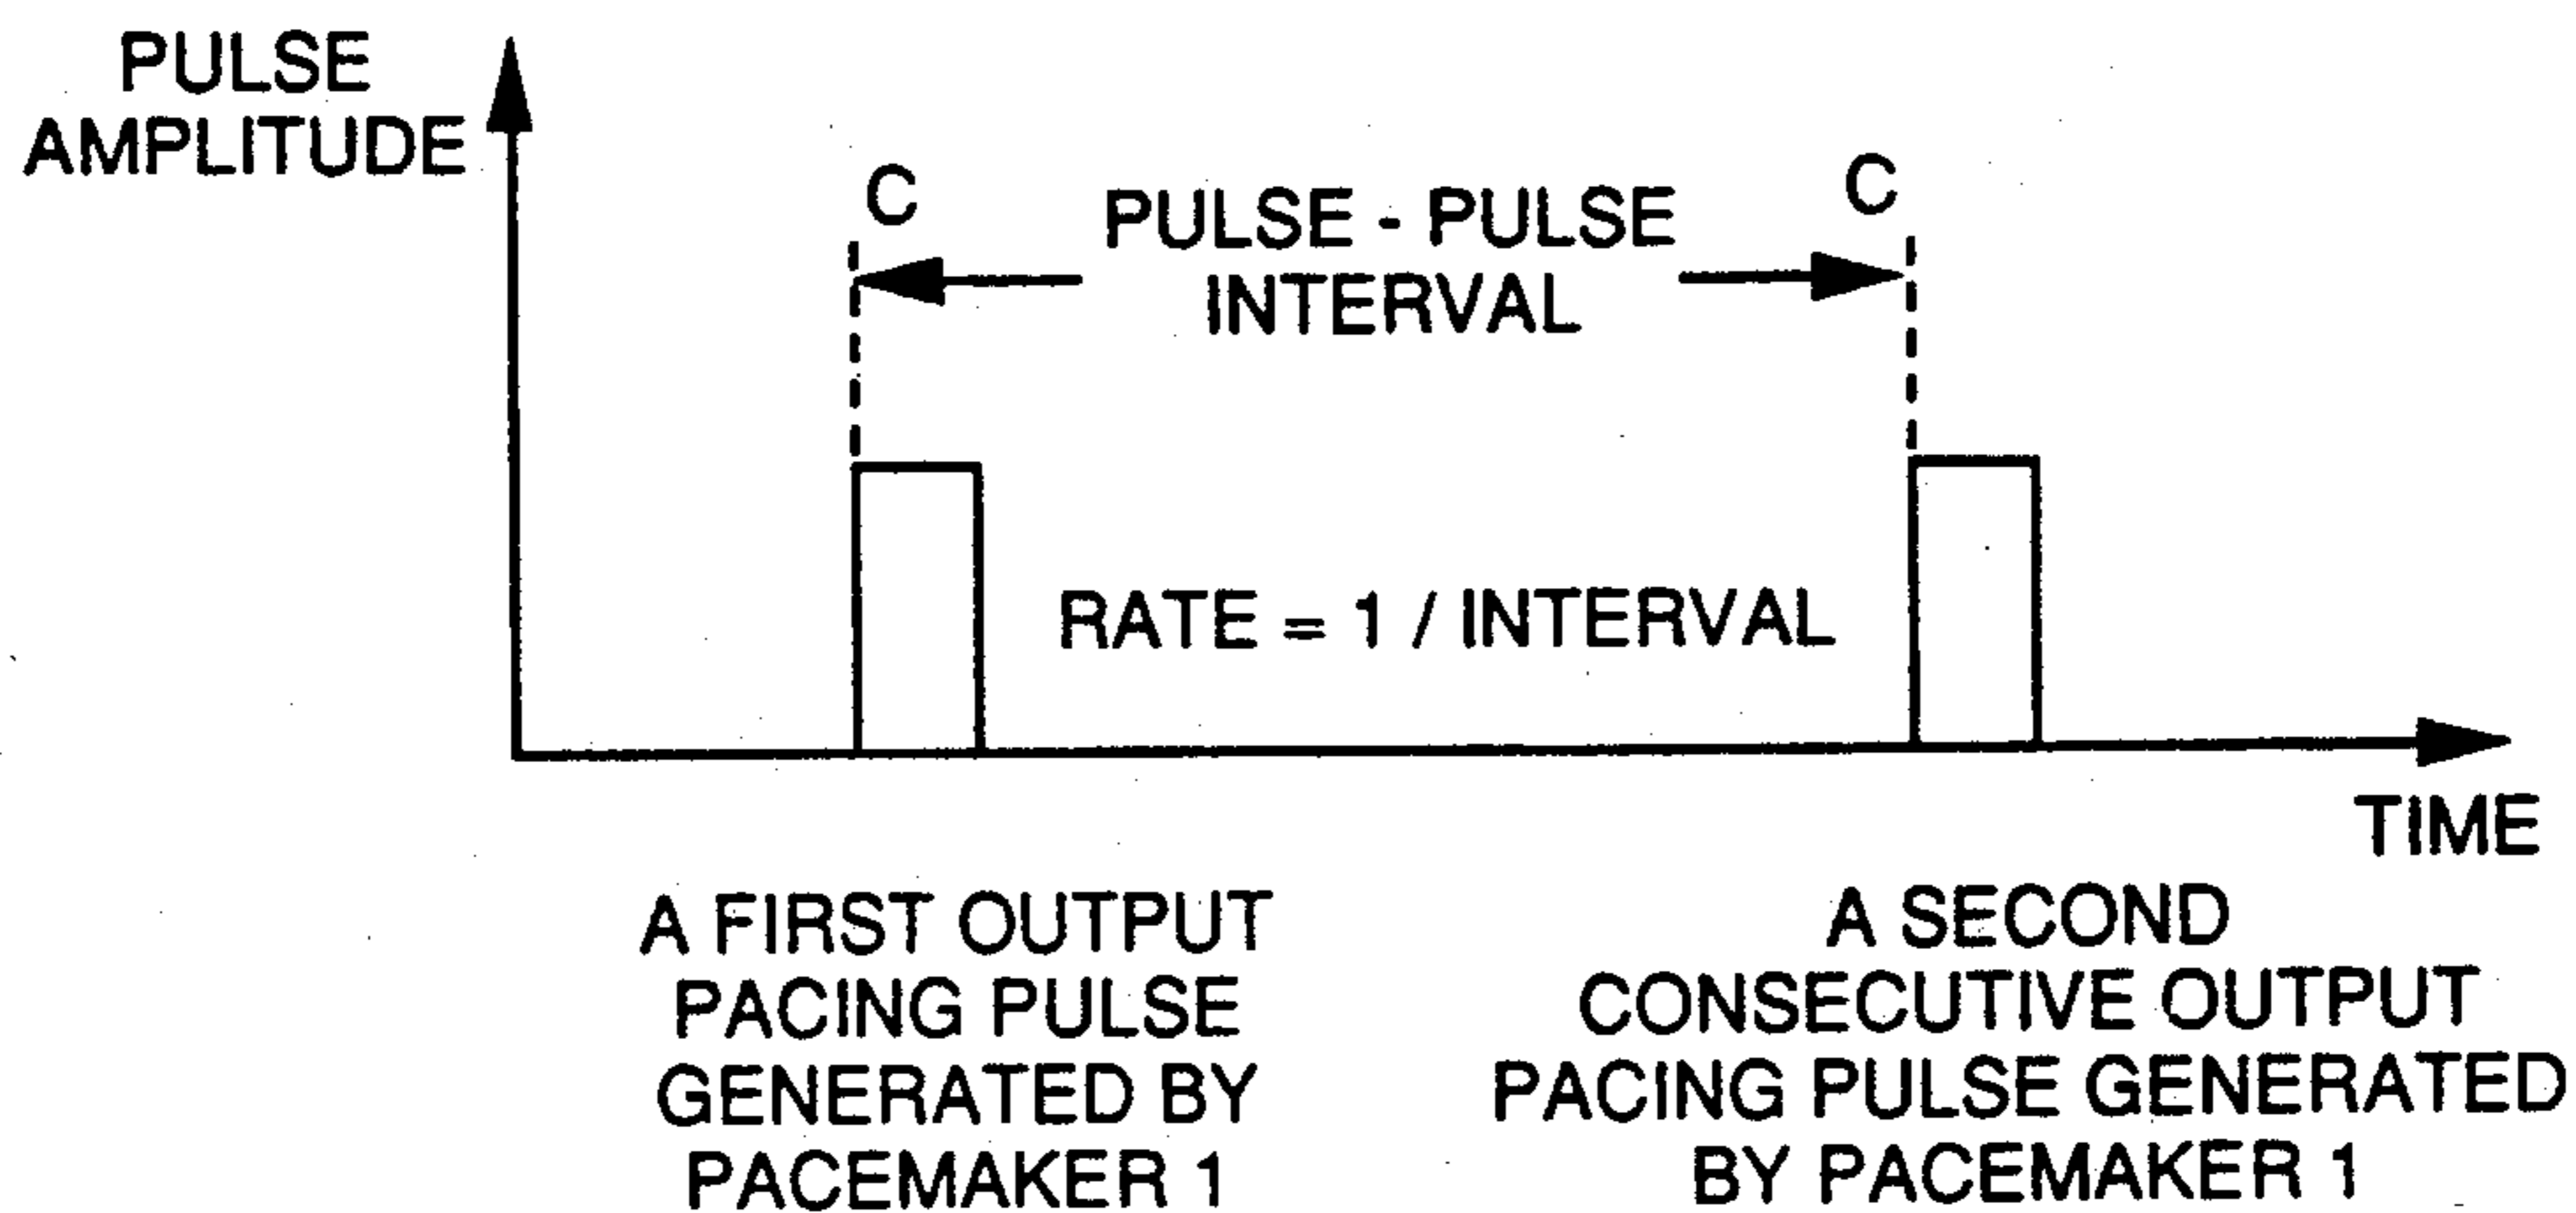 PULSE
AMPLITUDE
C
PULSE - PULSE
INTERVAL
C
RATE = 1 / INTERVAL
TIME
A FIRST OUTPUT
PACING PULSE
GENERATED BY
PACEMAKER 1
A SECOND
CONSECUTIVE OUTPUT
PACING PULSE GENERATED
BY PACEMAKER 1